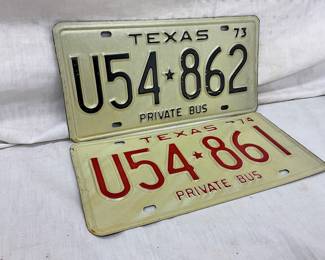 TEXAS 73
U54★862
PRIVATE BUS
TEXAS 74
U54★861
PRIVATE BUS